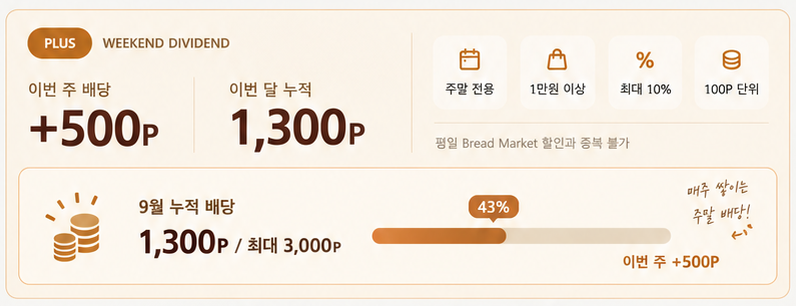 PLUS WEEKEND DIVIDEND
이번 주 배당
+500P
이번 달 누적
1,300P
주말 전용
1만원 이상
%
최대 10%
100P 단위
평일 Bread Market 할인과 중복 불가
9월 누적 배당
1,300P / 최대 3,000P
43%
매주 쌓이는
주말 배당!
이번 주 +500P